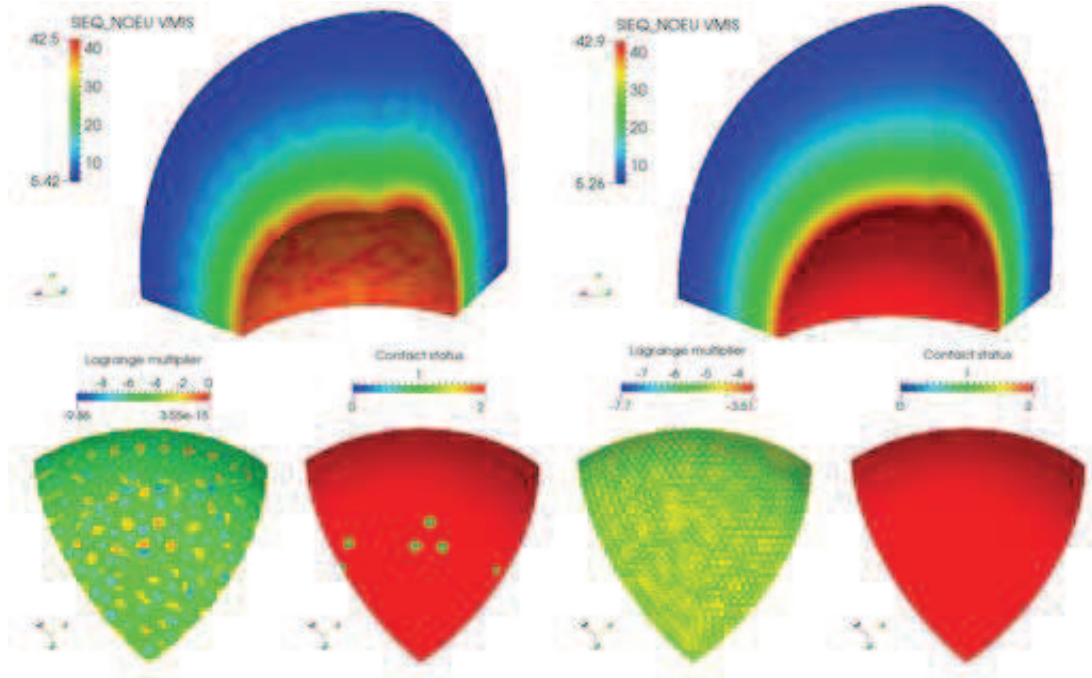 SIEQ_NOEU VMIS
42.5
40
30
20
10
5.42
SIEQ_NOEU VMIS
42.9
40
30
20
10
5.26
Lagrange multiplier
-8 -6 -4 -2 0
-9.86 3.55e-15
Contact status
1
0 2
Lagrange multiplier
-7 -6 -5 -4
-7.7 -3.51
Contact status
1
0 2